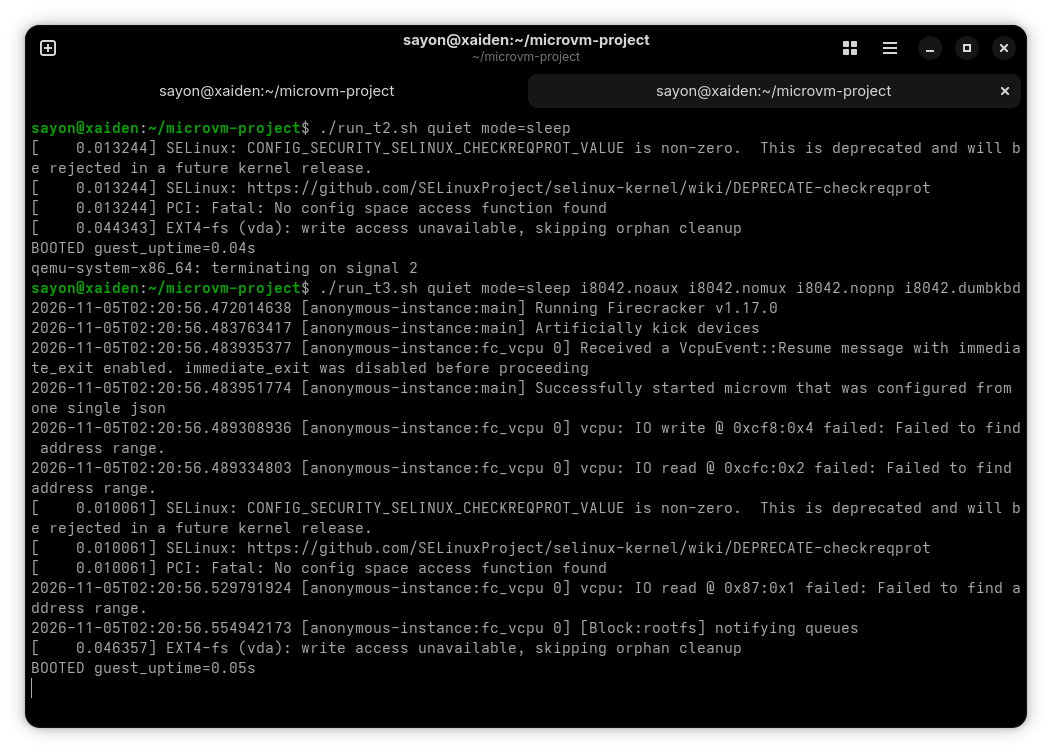 sayon@xaiden:~/microvm-project
~/microvm-project
sayon@xaiden:~/microvm-project
sayon@xaiden:~/microvm-project
sayon@xaiden:~/microvm-project$ ./run_t2.sh quiet mode=sleep
[    0.013244] SELinux: CONFIG_SECURITY_SELINUX_CHECKREQPROT_VALUE is non-zero.  This is deprecated and will b
e rejected in a future kernel release.
[    0.013244] SELinux: https://github.com/SELinuxProject/selinux-kernel/wiki/DEPRECATE-checkreqprot
[    0.013244] PCI: Fatal: No config space access function found
[    0.044343] EXT4-fs (vda): write access unavailable, skipping orphan cleanup
BOOTED guest_uptime=0.04s
qemu-system-x86_64: terminating on signal 2
sayon@xaiden:~/microvm-project$ ./run_t3.sh quiet mode=sleep i8042.noaux i8042.nomux i8042.nopnp i8042.dumbkbd
2026-11-05T02:20:56.472014638 [anonymous-instance:main] Running Firecracker v1.17.0
2026-11-05T02:20:56.483763417 [anonymous-instance:main] Artificially kick devices
2026-11-05T02:20:56.483935377 [anonymous-instance:fc_vcpu 0] Received a VcpuEvent::Resume message with immedia
te_exit enabled. immediate_exit was disabled before proceeding
2026-11-05T02:20:56.483951774 [anonymous-instance:main] Successfully started microvm that was configured from
one single json
2026-11-05T02:20:56.489308936 [anonymous-instance:fc_vcpu 0] vcpu: IO write @ 0xcf8:0x4 failed: Failed to find
 address range.
2026-11-05T02:20:56.489334803 [anonymous-instance:fc_vcpu 0] vcpu: IO read @ 0xcfc:0x2 failed: Failed to find
address range.
[    0.010061] SELinux: CONFIG_SECURITY_SELINUX_CHECKREQPROT_VALUE is non-zero.  This is deprecated and will b
e rejected in a future kernel release.
[    0.010061] SELinux: https://github.com/SELinuxProject/selinux-kernel/wiki/DEPRECATE-checkreqprot
[    0.010061] PCI: Fatal: No config space access function found
2026-11-05T02:20:56.529791924 [anonymous-instance:fc_vcpu 0] vcpu: IO read @ 0x87:0x1 failed: Failed to find a
ddress range.
2026-11-05T02:20:56.554942173 [anonymous-instance:fc_vcpu 0] [Block:rootfs] notifying queues
[    0.046357] EXT4-fs (vda): write access unavailable, skipping orphan cleanup
BOOTED guest_uptime=0.05s